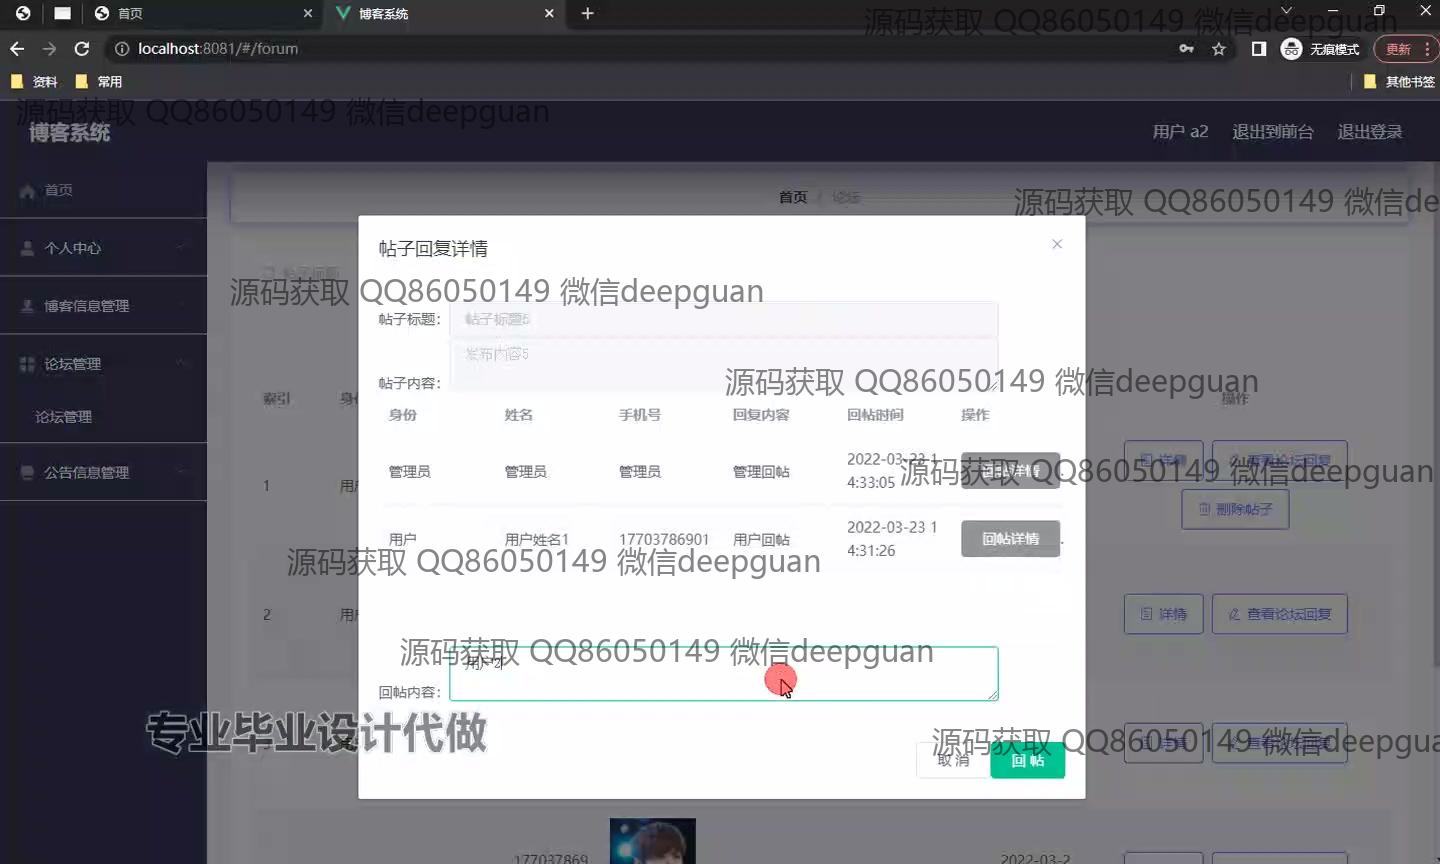 首页
博客系统
localhost:8081/#/forum
无痕模式
更新
资料
常用
其他书签
源码获取 QQ86050149 微信deepguan
源码获取 QQ86050149 微信deepguan
博客系统
用户 a2
退出到前台
退出登录
首页
首页 / 论坛
源码获取 QQ86050149 微信de
个人中心
帖子回复详情
源码获取 QQ86050149 微信deepguan
博客信息管理
帖子标题: 帖子标题5
发布内容5
论坛管理
帖子内容:
源码获取 QQ86050149 微信deepguan
索引
操作
论坛管理
身份 姓名 手机号 回复内容 回帖时间 操作
公告信息管理
管理员 管理员 管理员 管理回帖 2022-03-23 1
4:33:05
回帖详情
源码获取 QQ86050149 微信deepguan
详情
查看论坛回复
1
删除帖子
用户 用户姓名1 17703786901 用户回帖 2022-03-23 1
4:31:26
回帖详情
源码获取 QQ86050149 微信deepguan
2
详情
查看论坛回复
源码获取 QQ86050149 微信deepguan
用户2
回帖内容:
专业毕业设计代做
源码获取 QQ86050149 微信deepgua
取 消
回 帖
177037869
2022-03-2